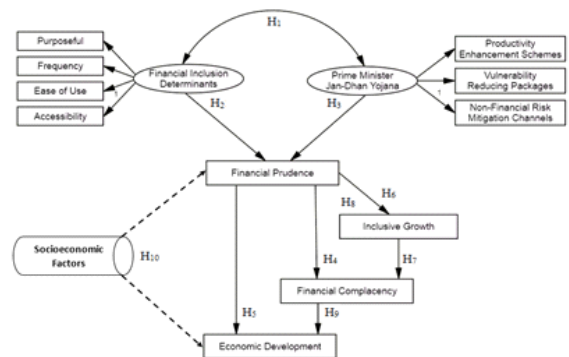 H1
Purposeful
Frequency
Ease of Use
Accessibility
1
Financial Inclusion
Determinants
Prime Minister
Jan-Dhan Yojana
1
Productivity
Enhancement Schemes
Vulnerability
Reducing Packages
Non-Financial Risk
Mitigation Channels
H2
H3
Financial Prudence
H6
H8
Inclusive Growth
Socioeconomic
Factors
H10
H4
H7
Financial Complacency
H5
H9
Economic Development